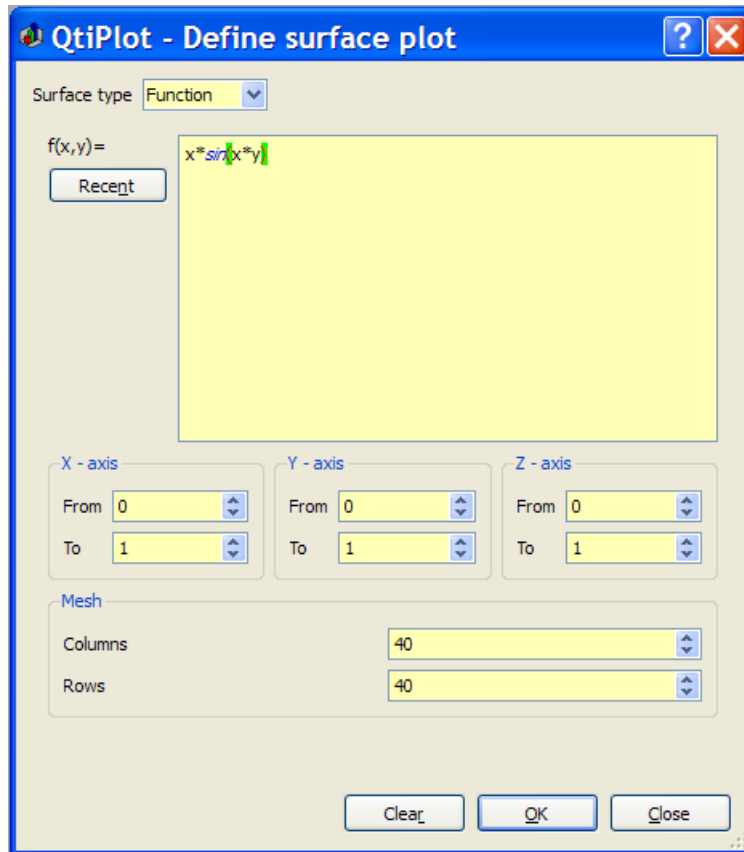 QtiPlot - Define surface plot
Surface type Function
f(x,y)=
x*sin(x*y)
Recent
X - axis Y - axis Z - axis
From 0 From 0 From 0
To 1 To 1 To 1
Mesh
Columns 40
Rows 40
Clear OK Close